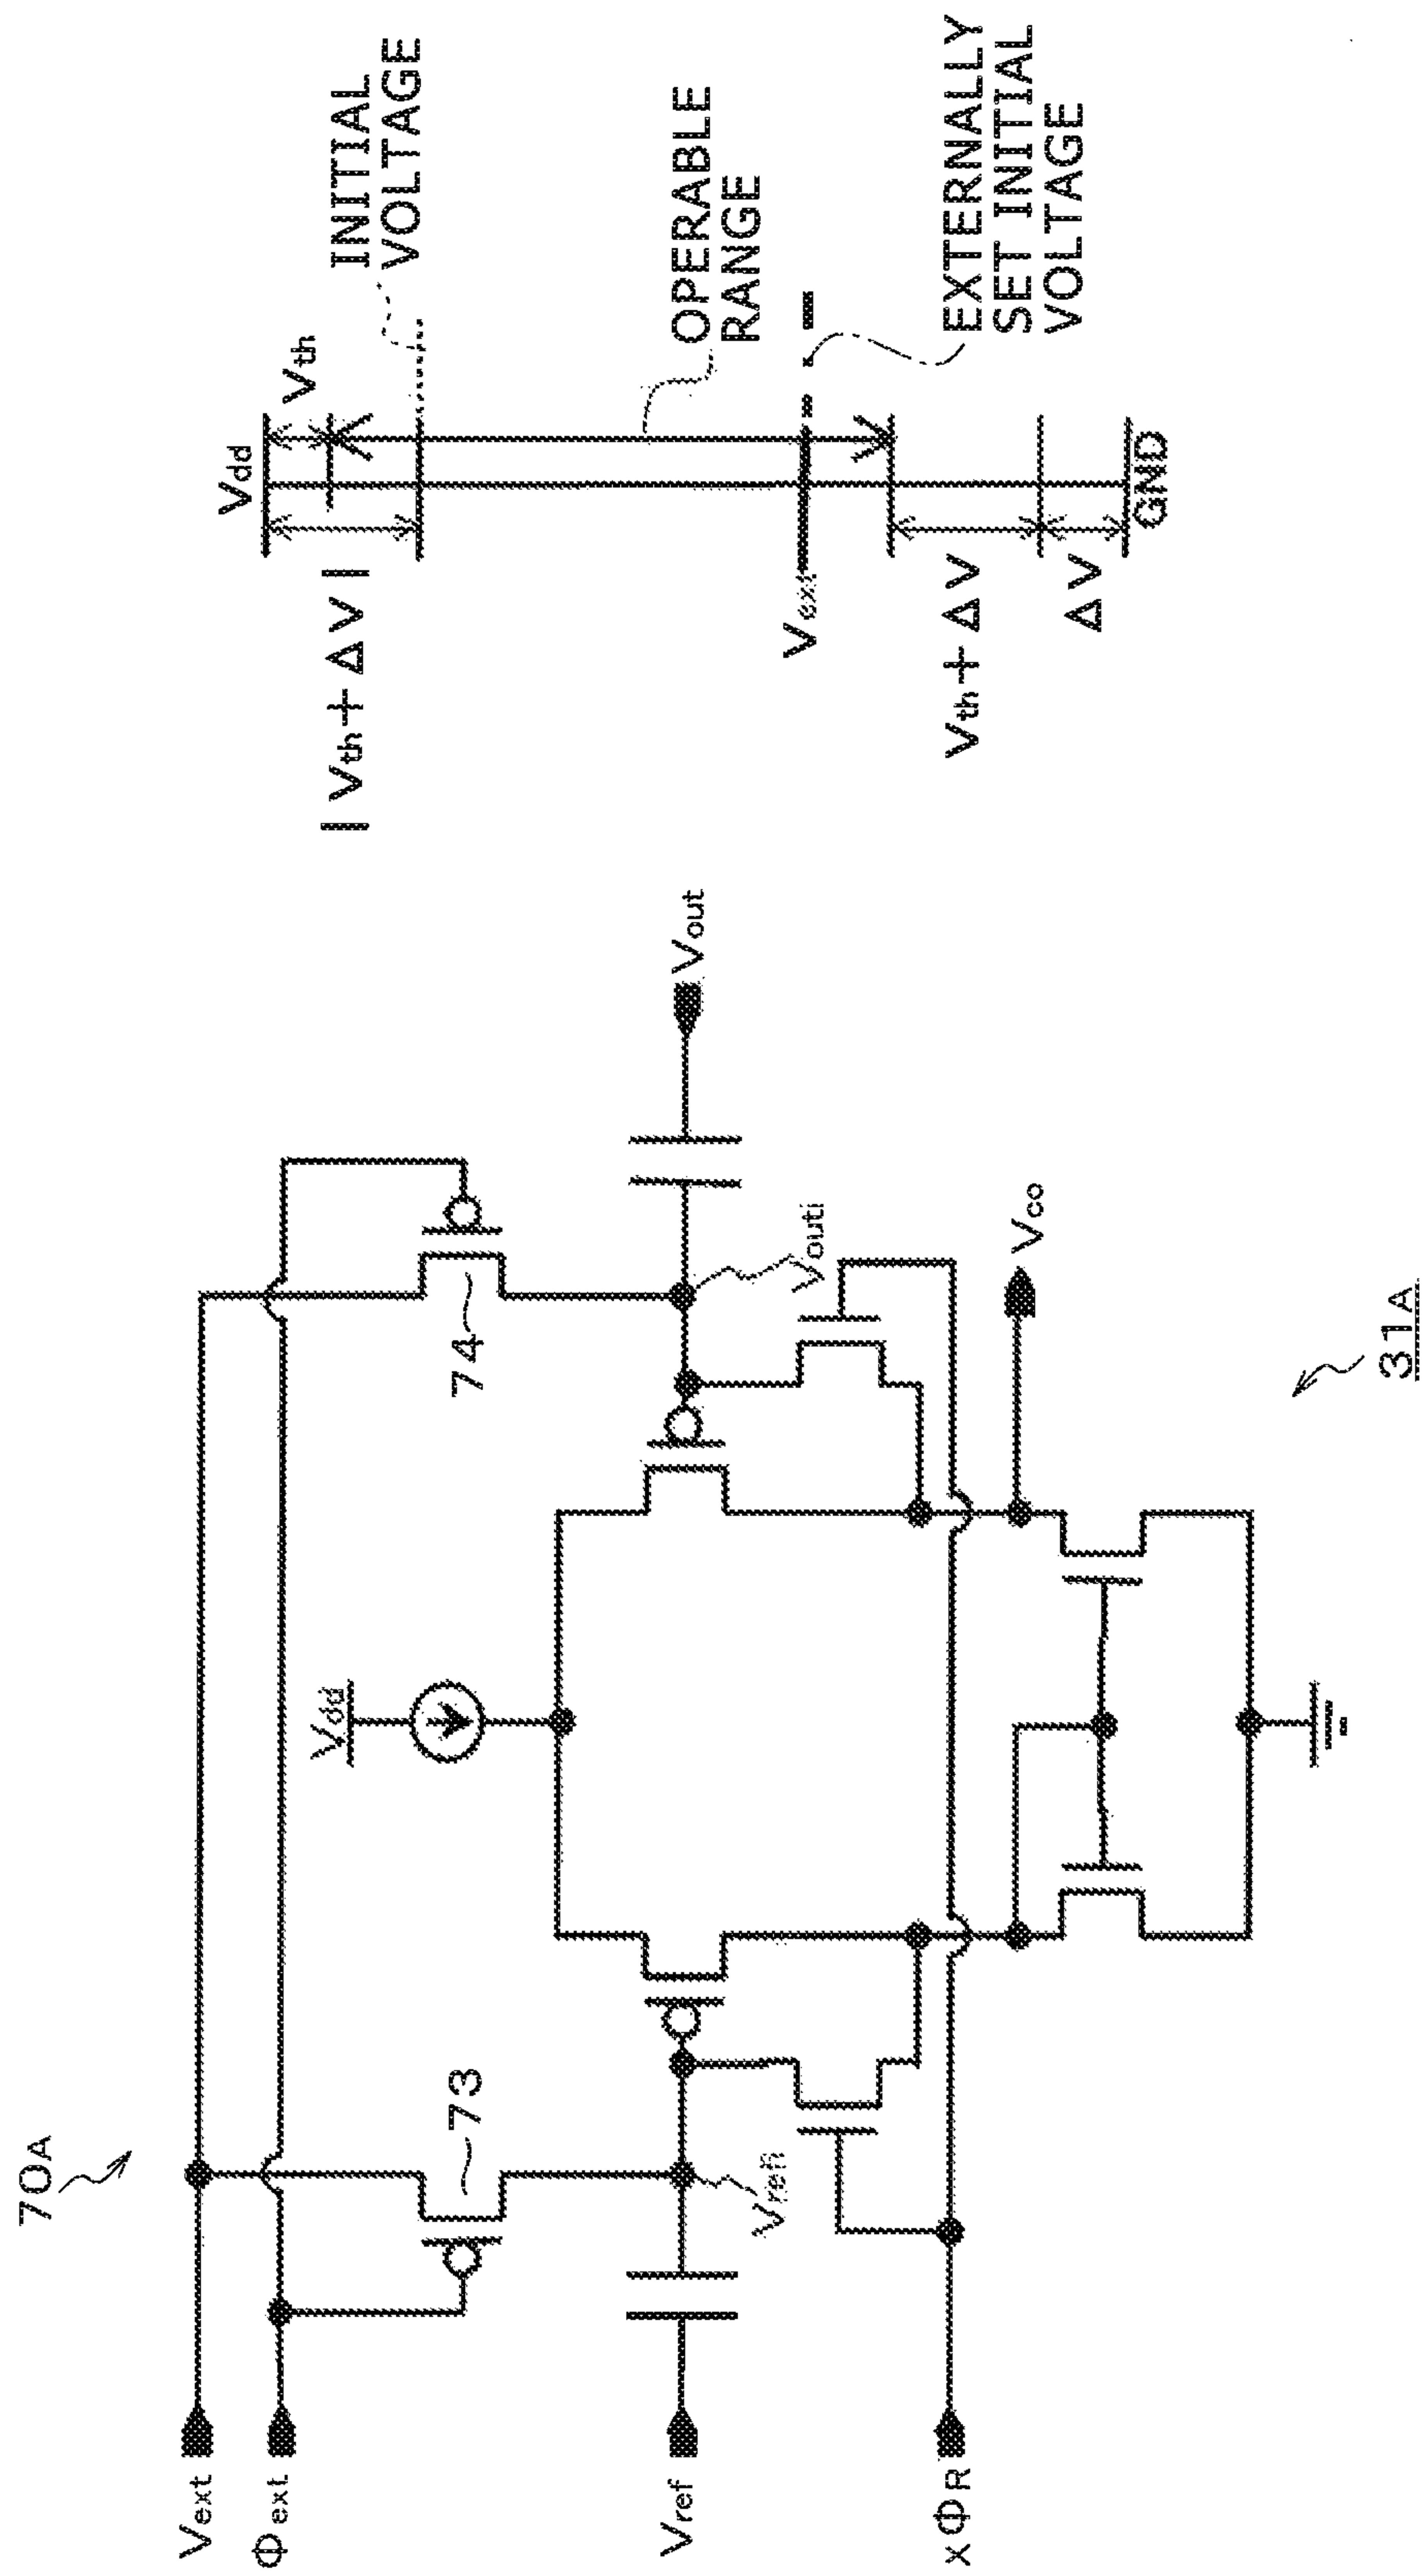 70A
Vext
Φext
Vref
xΦR
73
74
Vdd
Vrefi
Vouti
Vout
Vco
31A
Vdd
Vth
|Vth+ΔV|
INITIAL
VOLTAGE
OPERABLE
RANGE
Vext
EXTERNALLY
SET INITIAL
VOLTAGE
Vth+ΔV
ΔV
GND